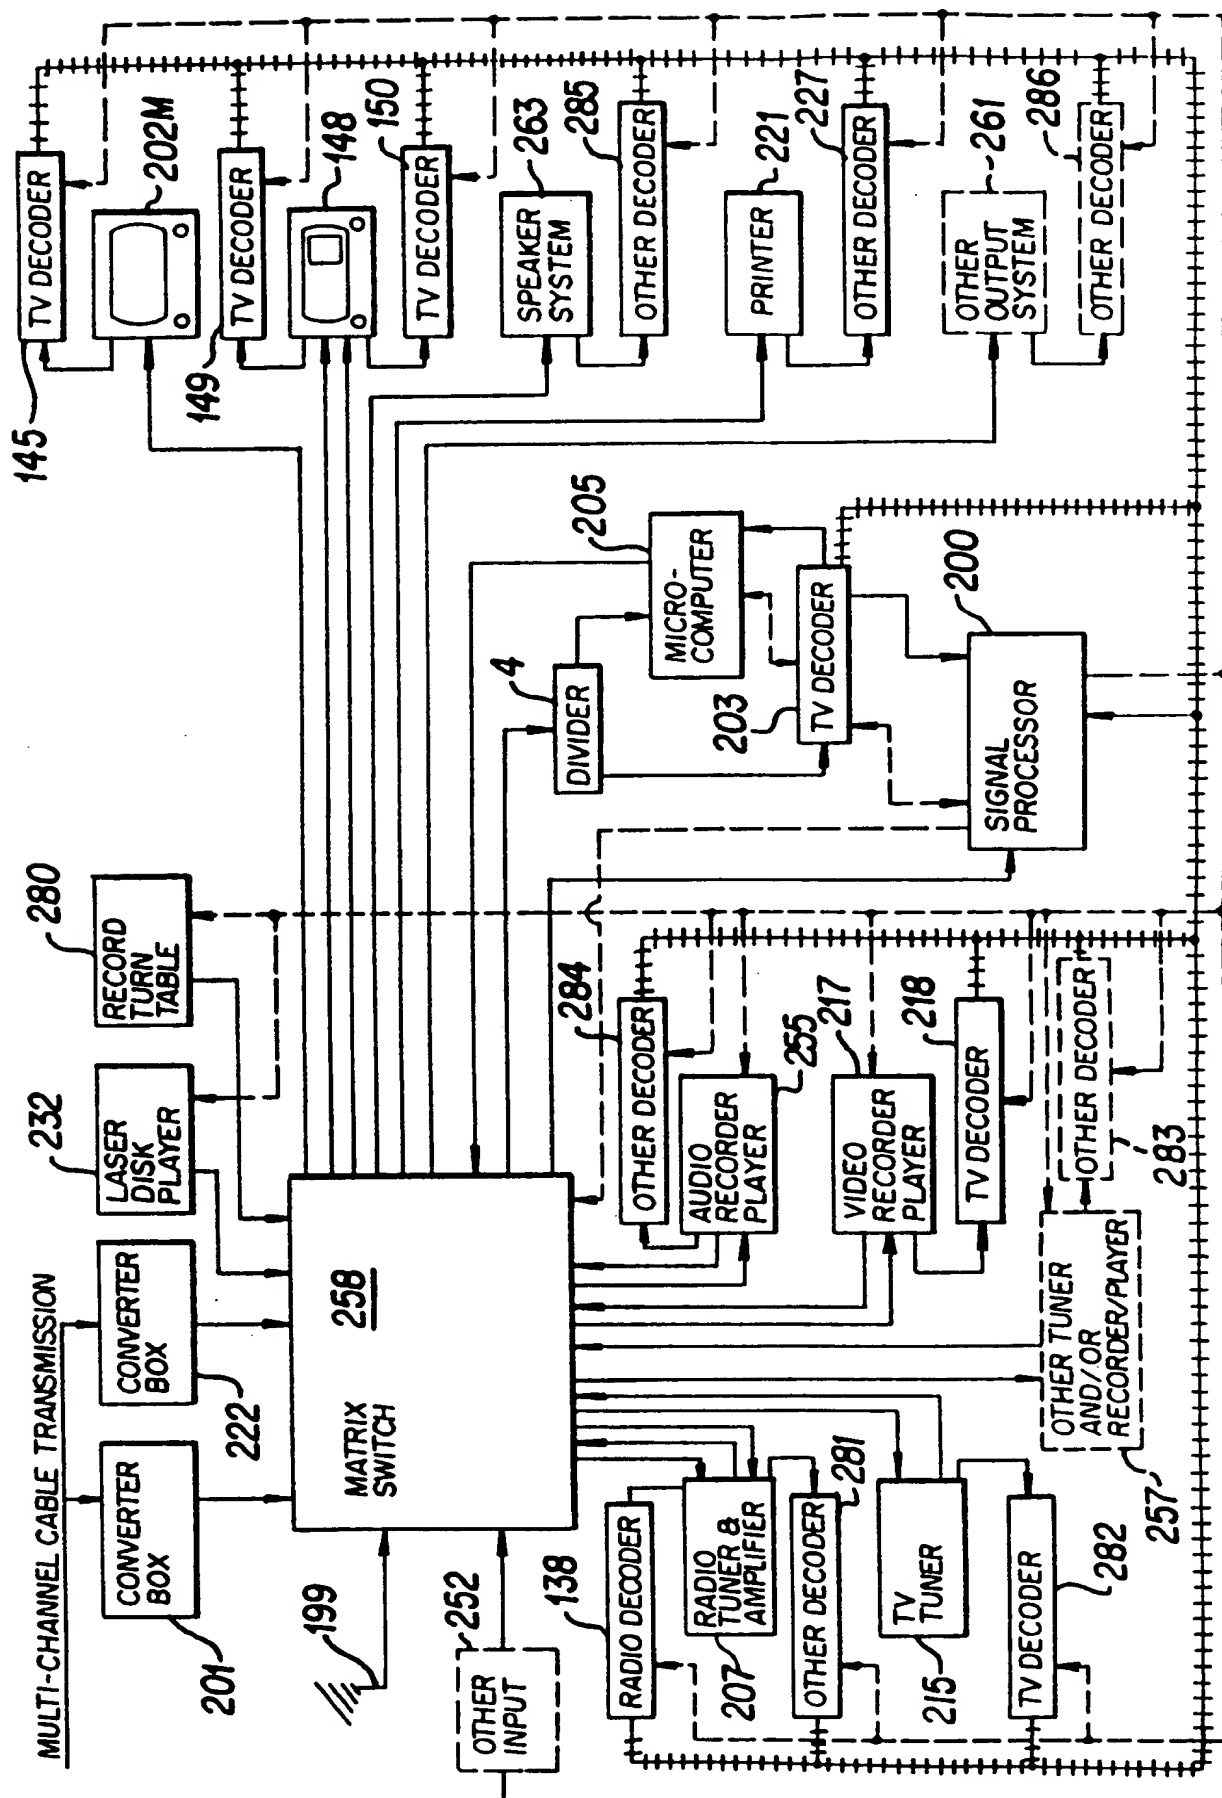 MULTI-CHANNEL CABLE TRANSMISSION
201
CONVERTER
BOX
222
CONVERTER
BOX
232
LASER
DISK
PLAYER
280
RECORD
TURN
TABLE
199
252
OTHER
INPUT
MATRIX
SWITCH
258
145
TV DECODER
202M
149
TV DECODER
148
150
TV DECODER
263
SPEAKER
SYSTEM
285
OTHER DECODER
221
PRINTER
227
OTHER DECODER
261
OTHER
OUTPUT
SYSTEM
286
OTHER DECODER
4
DIVIDER
205
MICRO-
COMPUTER
203
TV DECODER
200
SIGNAL
PROCESSOR
138
RADIO DECODER
207
RADIO
TUNER &
AMPLIFIER
281
OTHER DECODER
215
TV
TUNER
282
TV DECODER
257
OTHER TUNER
AND/OR
RECORDER/PLAYER
284
OTHER DECODER
255
AUDIO
RECORDER
PLAYER
217
VIDEO
RECORDER
PLAYER
218
TV DECODER
283
OTHER DECODER